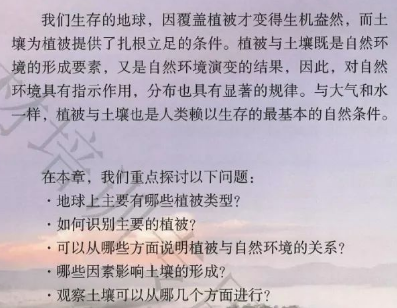 我们生存的地球，因覆盖植被才变得生机盎然，而土
壤为植被提供了扎根立足的条件。植被与土壤既是自然环
境的形成要素，又是自然环境演变的结果，因此，对自然
环境具有指示作用，分布也具有显著的规律。与大气和水
一样，植被与土壤也是人类赖以生存的最基本的自然条件。
在本章，我们重点探讨以下问题：
·地球上主要有哪些植被类型？
·如何识别主要的植被？
·可以从哪些方面说明植被与自然环境的关系？
·哪些因素影响土壤的形成？
·观察土壤可以从哪几个方面进行？